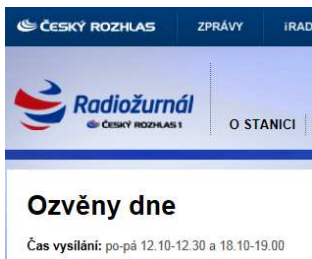 ČESKÝ ROZHLAS ZPRÁVY iRAD
Radiožurnál
ČESKÝ ROZHLAS 1 O STANICI
Ozvěny dne
Čas vysílání: po-pá 12.10-12.30 a 18.10-19.00